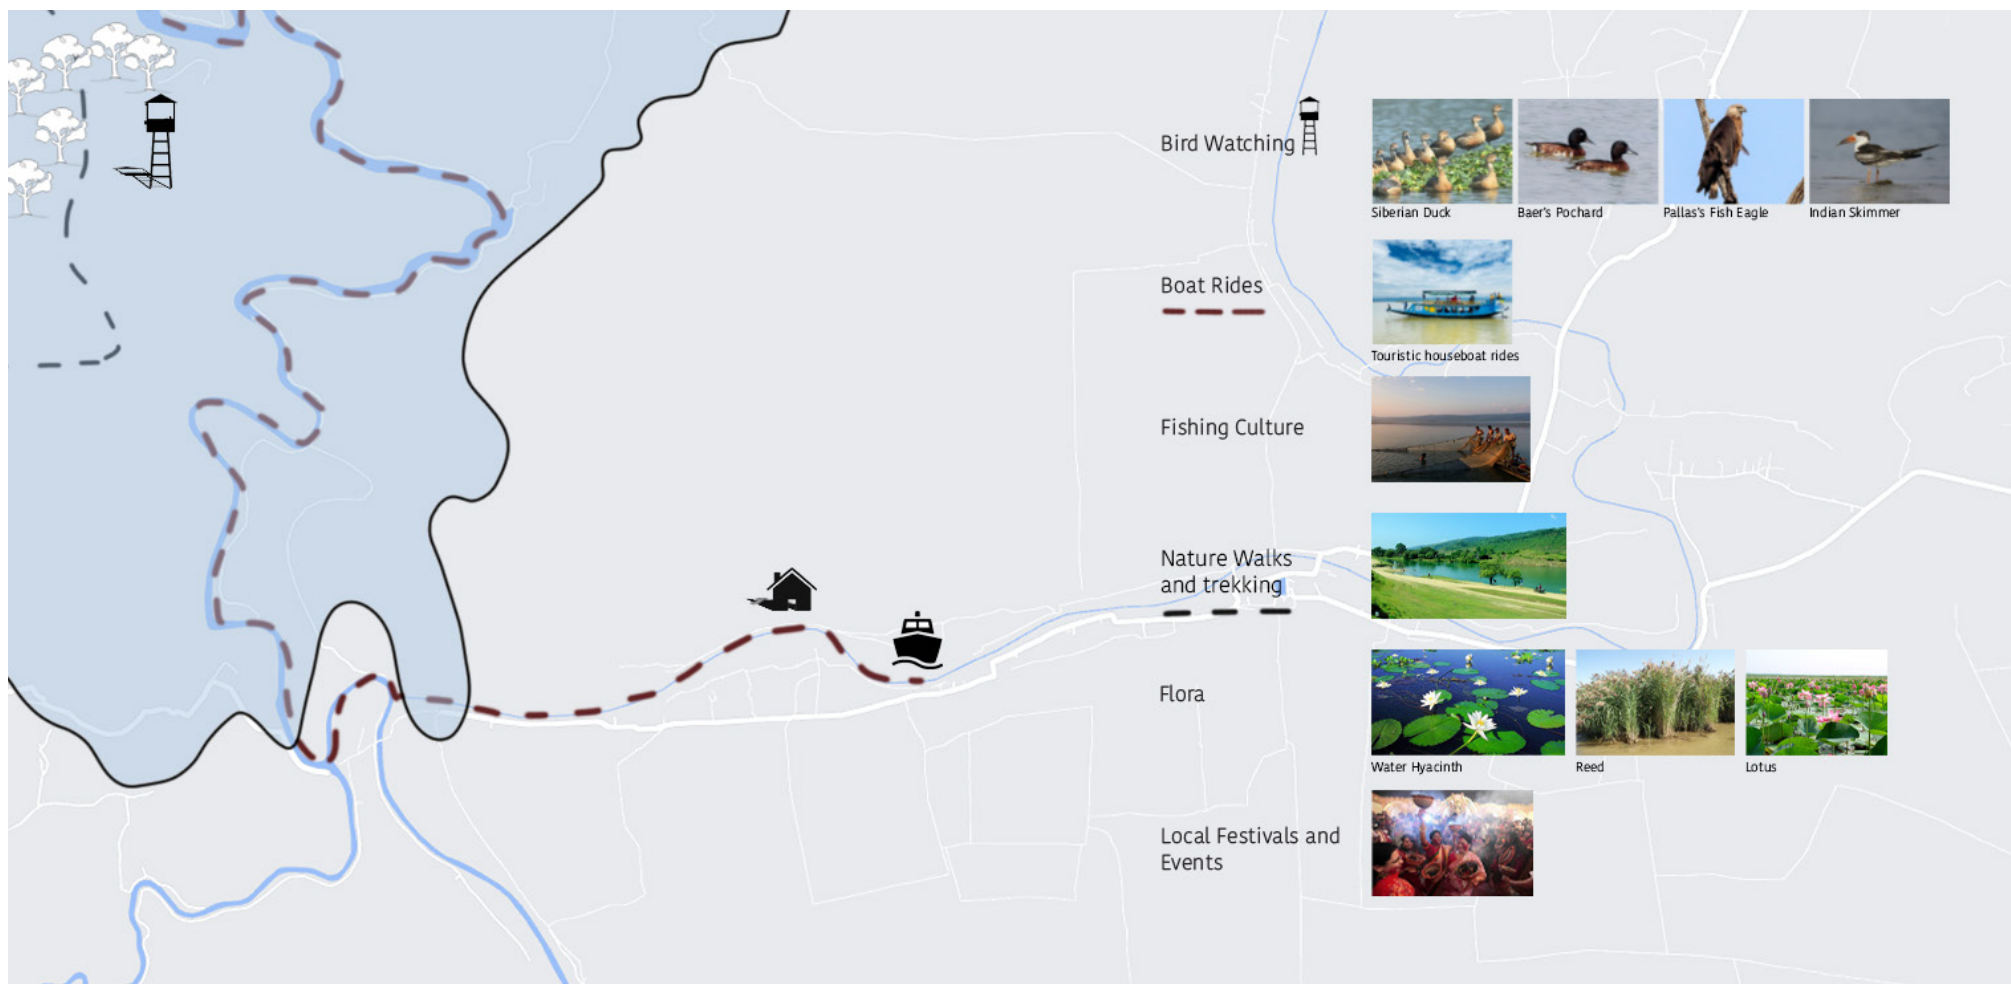 Bird Watching
Siberian Duck
Baer's Pochard
Pallas's Fish Eagle
Indian Skimmer
Boat Rides
Touristic houseboat rides
Fishing Culture
Nature Walks
and trekking
Flora
Water Hyacinth
Reed
Lotus
Local Festivals and
Events